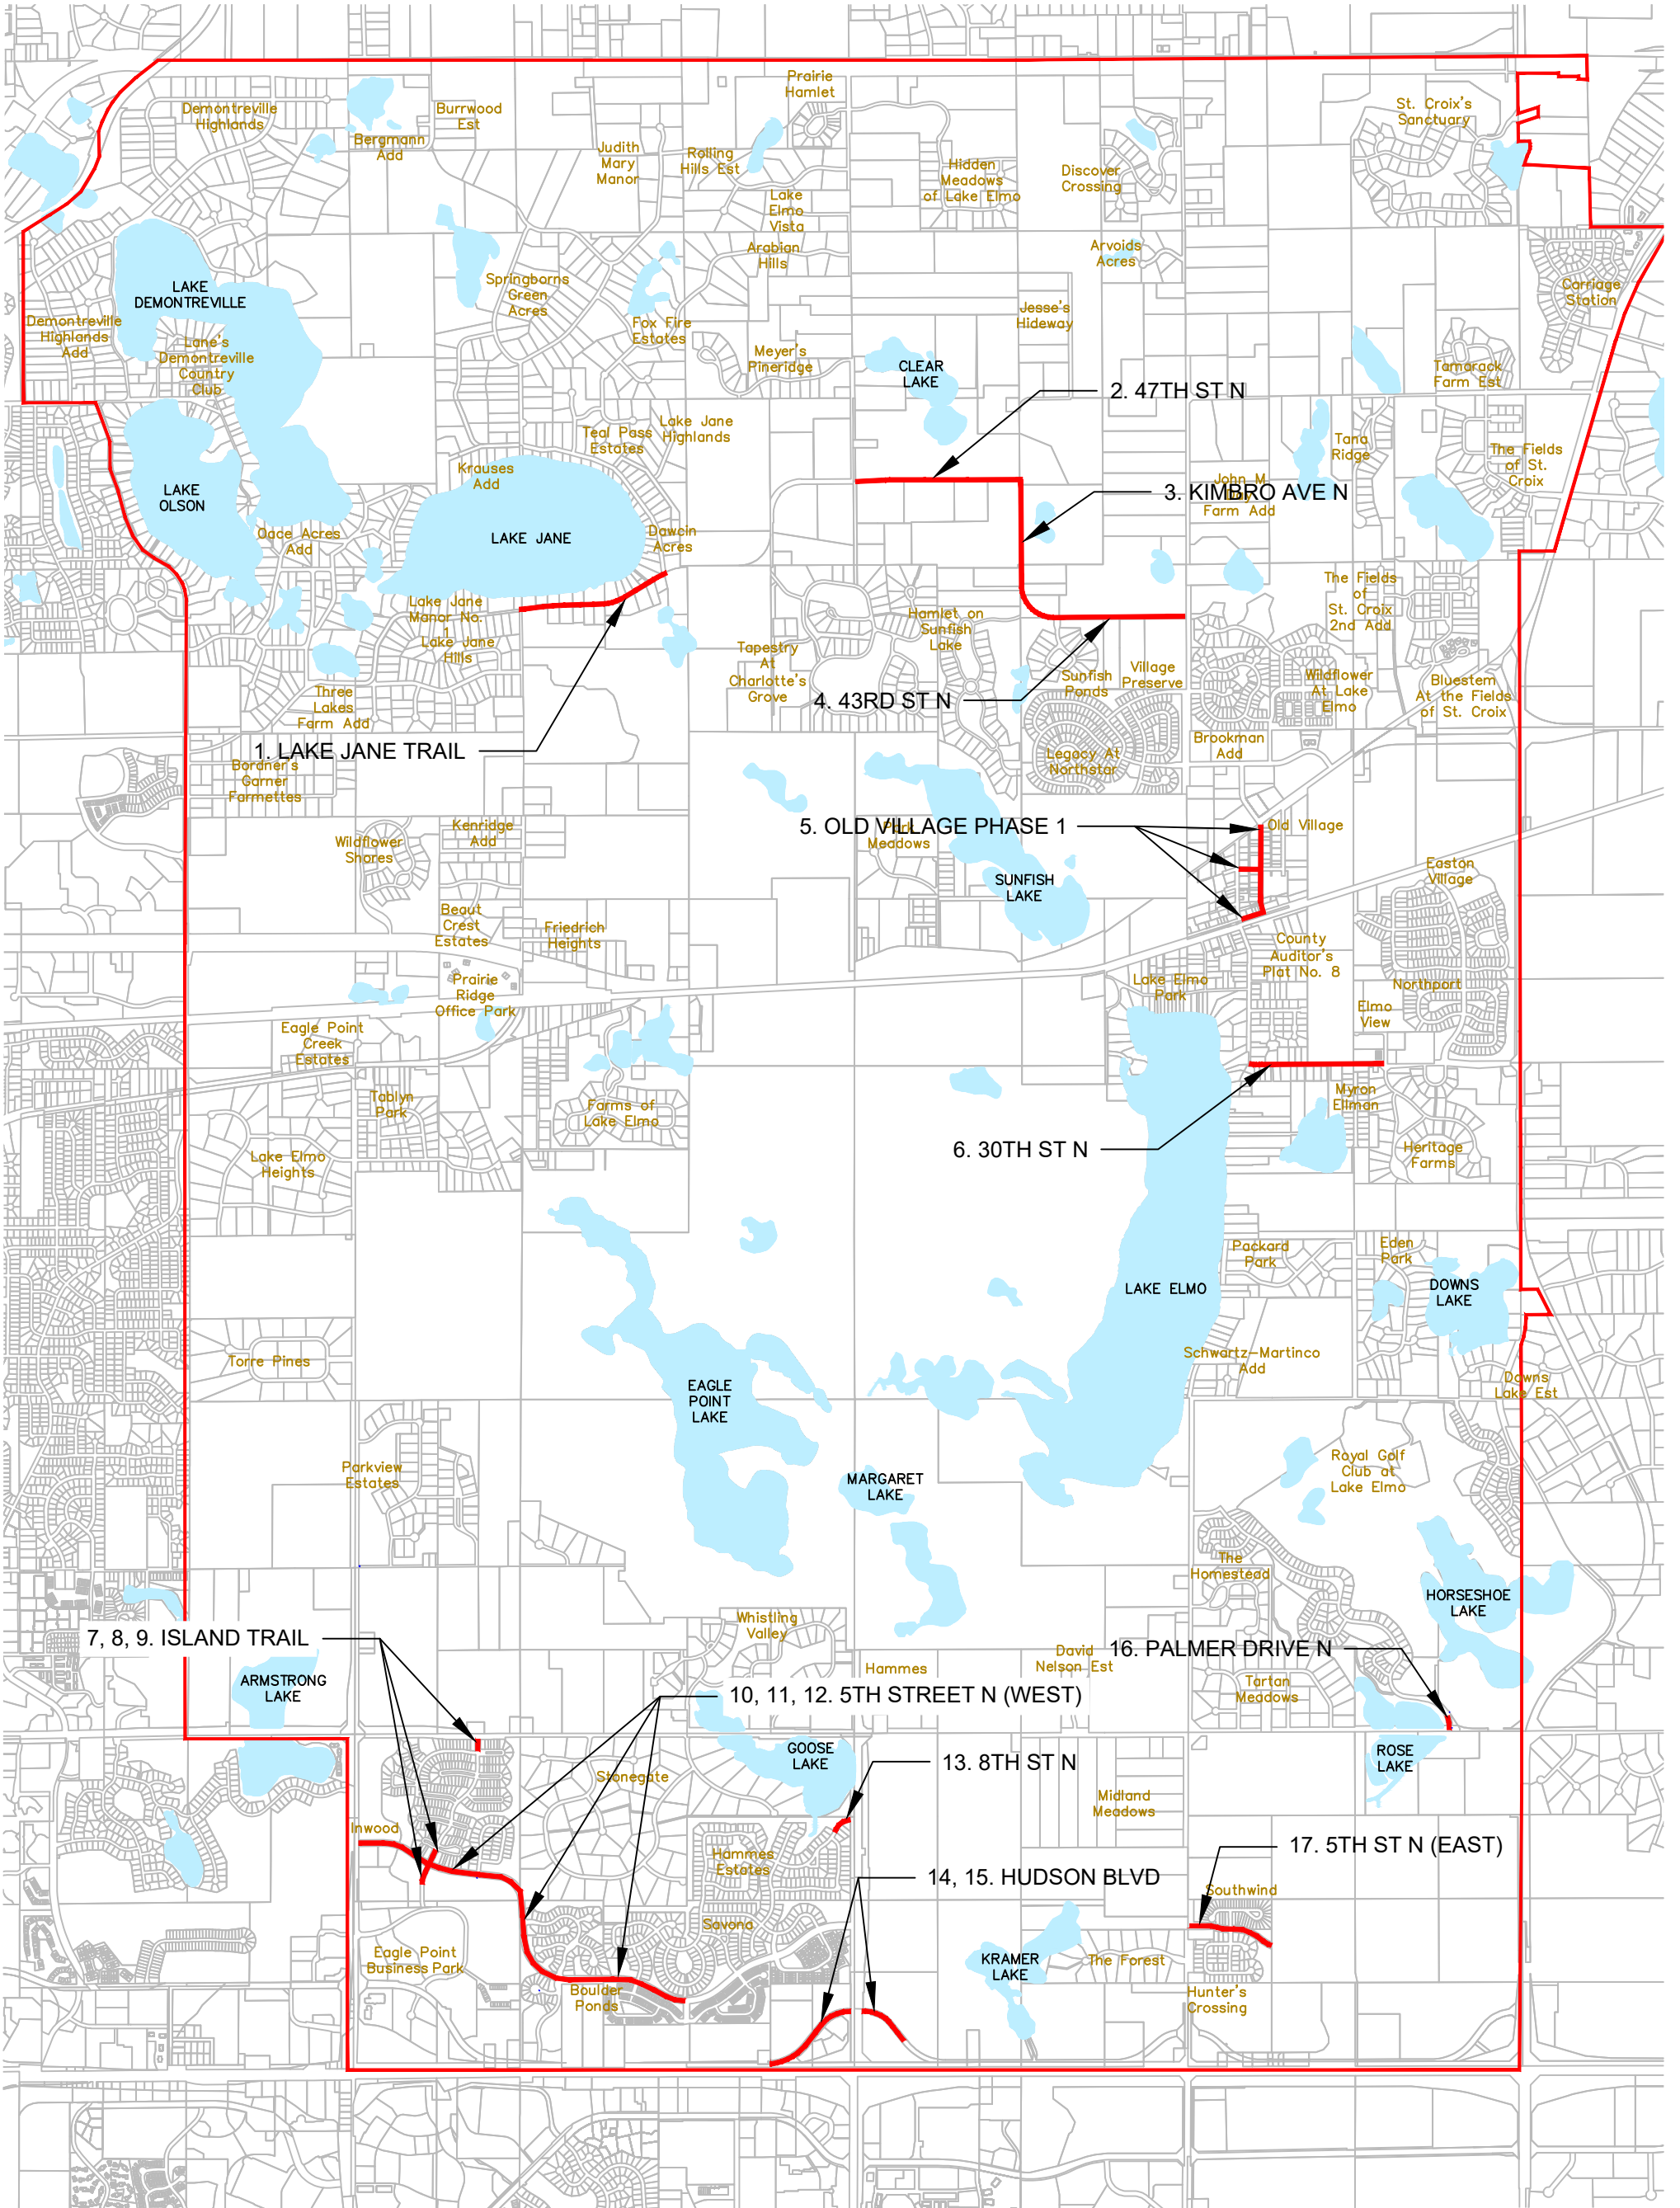 Prairie
Hamlet
Demontreville
Highlands
Burrwood
Est
Bergmann
Add
St. Croix's
Sanctuary
Judith
Mary
Manor
Rolling
Hills Est
Hidden
Meadows
of Lake Elmo
Discover
Crossing
Lake
Elmo
Vista
Arabian
Hills
Arvoids
Acres
Springborns
Green
Acres
LAKE
DEMONTREVILLE
Carriage
Station
Demontreville
Highlands
Add
Lane's
Demontreville
Country
Club
Fox Fire
Estates
Jesse's
Hideway
Meyer's
Pineridge
CLEAR
LAKE
Tamarack
Farm Est
2. 47TH ST N
Lake Jane
Highlands
Teal Pass
Estates
Tana
Ridge
The Fields
of St.
Croix
Krauses
Add
LAKE
OLSON
John M
Farm Add
3. KIMBRO AVE N
Oace Acres
Add
LAKE JANE
Dawcin
Acres
Lake Jane
Manor No.
1
Lake Jane
Hills
Hamlet on
Sunfish
Lake
The Fields
of
St. Croix
2nd Add
Tapestry
At
Charlotte's
Grove
Sunfish
Ponds
Village
Preserve
Wildflower
At Lake
Elmo
Bluestem
At the Fields
of St. Croix
Three
Lakes
Farm Add
4. 43RD ST N
1. LAKE JANE TRAIL
Brookman
Add
Legacy At
Northstar
Bordner's
Garner
Farmettes
5. OLD VILLAGE PHASE 1
Old Village
Park
Meadows
Kenridge
Add
Wildflower
Shores
Easton
Village
SUNFISH
LAKE
Beaut
Crest
Estates
Friedrich
Heights
County
Auditor's
Plat No. 8
Prairie
Ridge
Office Park
Lake Elmo
Park
Northport
Elmo
View
Eagle Point
Creek
Estates
Tablyn
Park
Farms of
Lake Elmo
Myron
Ellman
6. 30TH ST N
Lake Elmo
Heights
Heritage
Farms
Packard
Park
Eden
Park
LAKE ELMO
DOWNS
LAKE
Torre Pines
Schwartz-Martinco
Add
Downs
Lake Est
EAGLE
POINT
LAKE
Parkview
Estates
MARGARET
LAKE
Royal Golf
Club at
Lake Elmo
The
Homestead
HORSESHOE
LAKE
Whistling
Valley
7, 8, 9. ISLAND TRAIL
David
Nelson Est
16. PALMER DRIVE N
Hammes
ARMSTRONG
LAKE
Tartan
Meadows
10, 11, 12. 5TH STREET N (WEST)
GOOSE
LAKE
ROSE
LAKE
13. 8TH ST N
Stonegate
Midland
Meadows
Inwood
17. 5TH ST N (EAST)
Hammes
Estates
14, 15. HUDSON BLVD
Southwind
Savona
Eagle Point
Business Park
KRAMER
LAKE
The Forest
Boulder
Ponds
Hunter's
Crossing